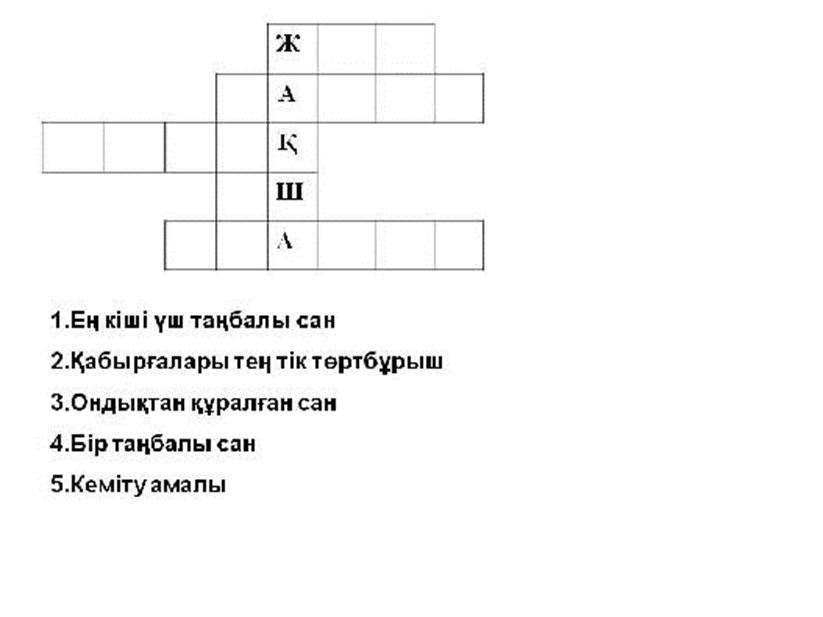 Ж
А
Қ
Ш
А
1.Ең кіші үш таңбалы сан
2.Қабырғалары тең тік төртбұрыш
3.Ондықтан құралған сан
4.Бір таңбалы сан
5.Кеміту амалы